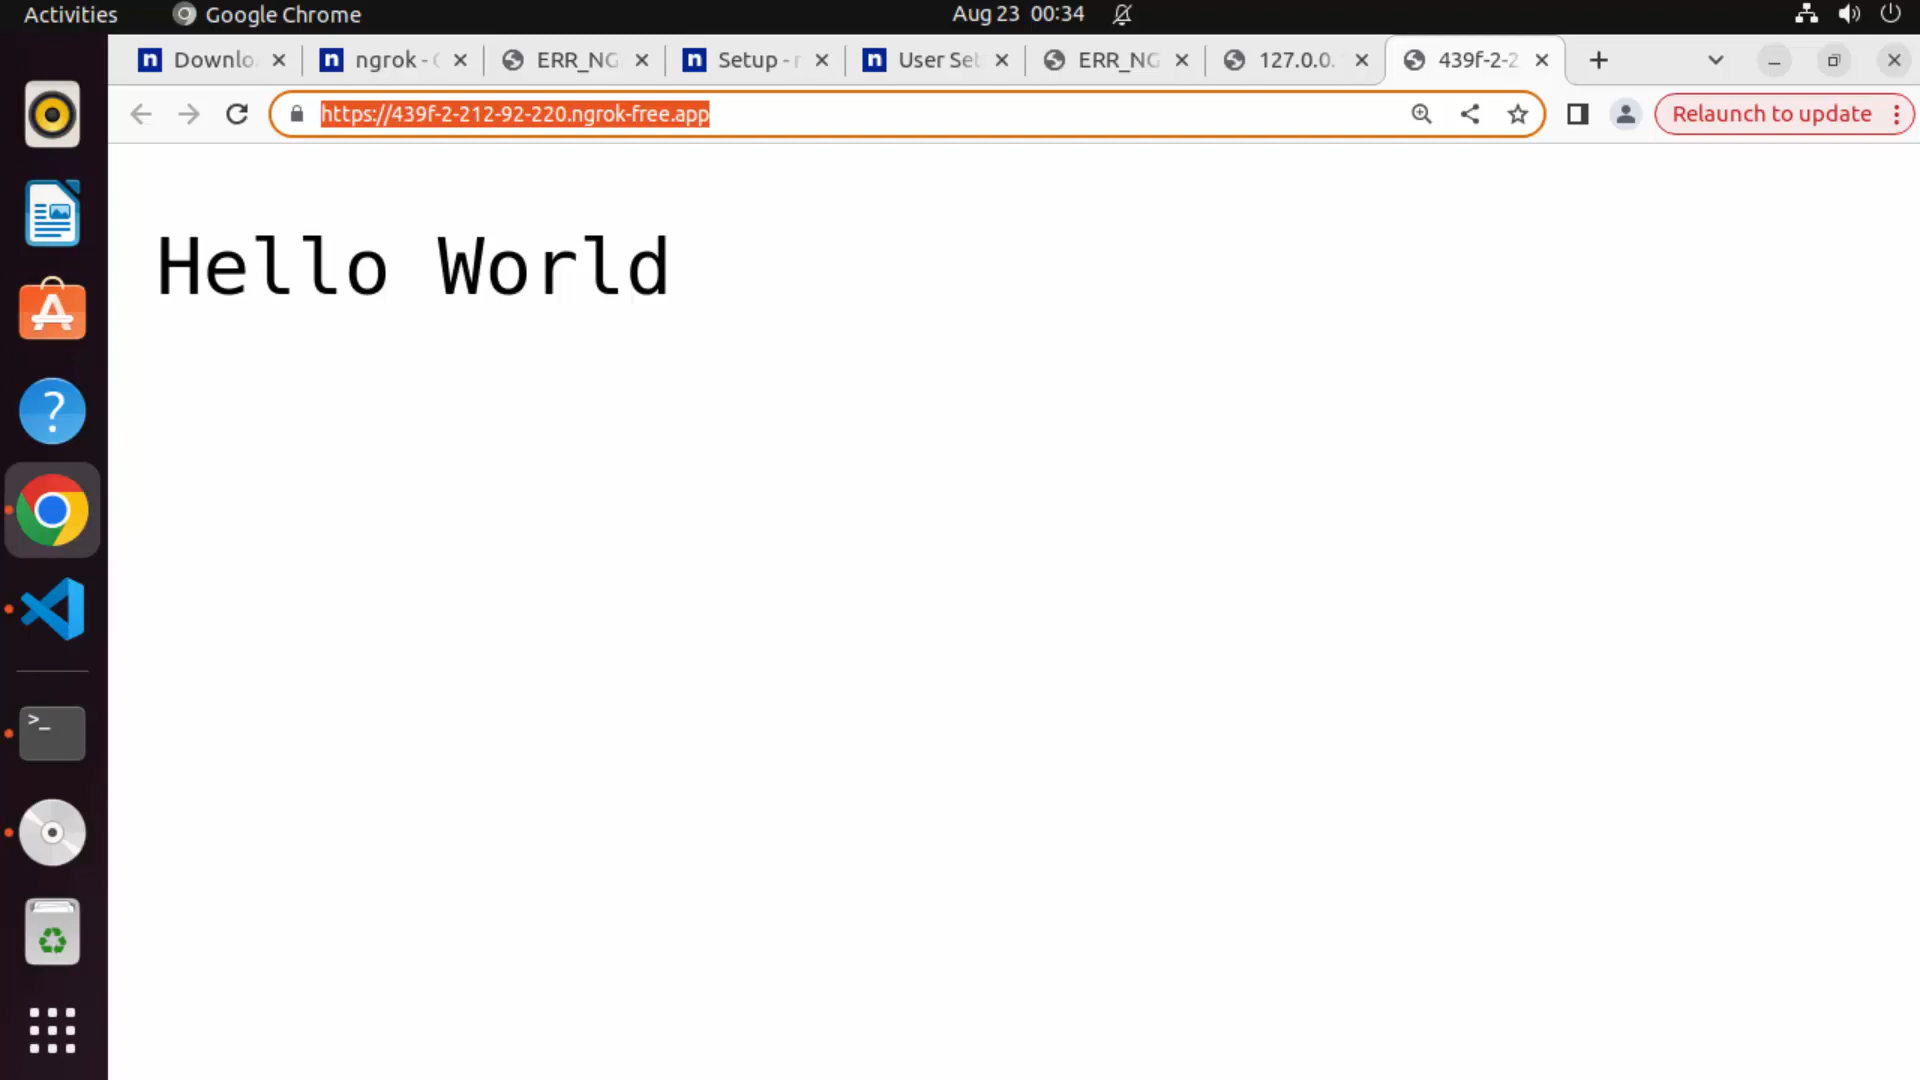 Activities Google Chrome Aug 23 00:34
Downlo ngrok - ERR_NG Setup - User Set ERR_NG 127.0.0. 439f-2-2
https://439f-2-212-92-220.ngrok-free.app Relaunch to update
Hello World